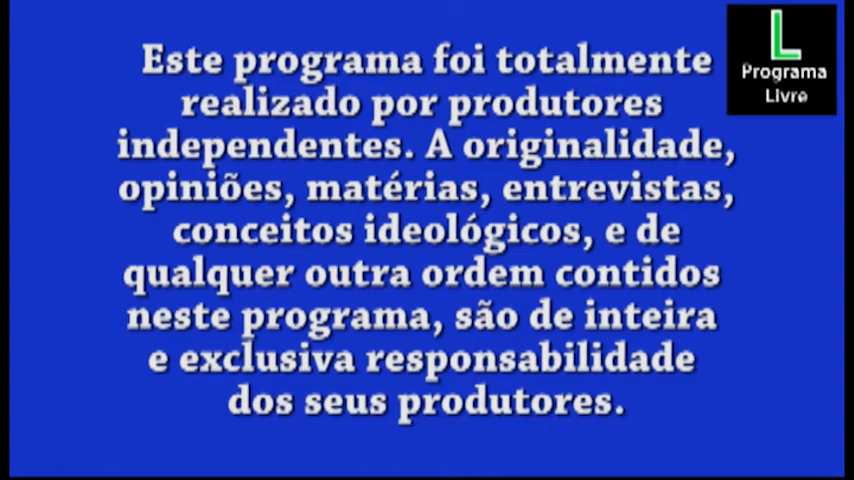 Este programa foi totalmente
realizado por produtores
independentes. A originalidade,
opiniões, matérias, entrevistas,
conceitos ideológicos, e de
qualquer outra ordem contidos
neste programa, são de inteira
e exclusiva responsabilidade
dos seus produtores.
L
Programa
Livre